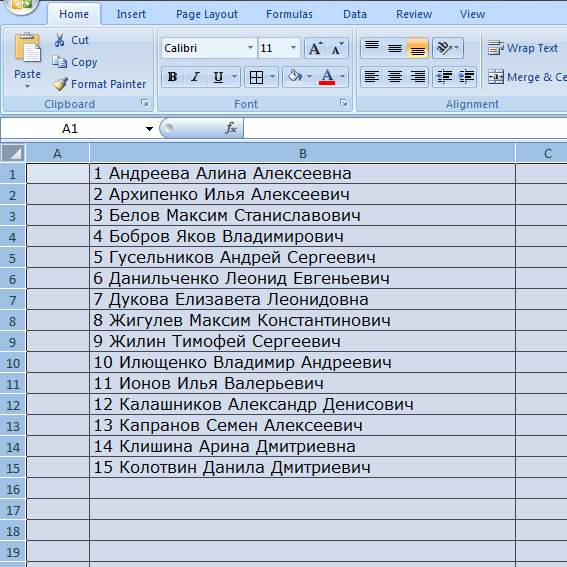 Home Insert Page Layout Formulas Data Review View
Cut
Copy
Format Painter
Paste
Clipboard
Calibri 11
B I U A
Font
Wrap Text
Merge & Ce
Alignment
A1 fx
A B C
1 1 Андреева Алина Алексеевна
2 2 Архипенко Илья Алексеевич
3 3 Белов Максим Станиславович
4 4 Бобров Яков Владимирович
5 5 Гусельников Андрей Сергеевич
6 6 Данильченко Леонид Евгеньевич
7 7 Дукова Елизавета Леонидовна
8 8 Жигулев Максим Константинович
9 9 Жилин Тимофей Сергеевич
10 10 Илющенко Владимир Андреевич
11 11 Ионов Илья Валерьевич
12 12 Калашников Александр Денисович
13 13 Капранов Семен Алексеевич
14 14 Клишина Арина Дмитриевна
15 15 Колотвин Данила Дмитриевич
16
17
18
19